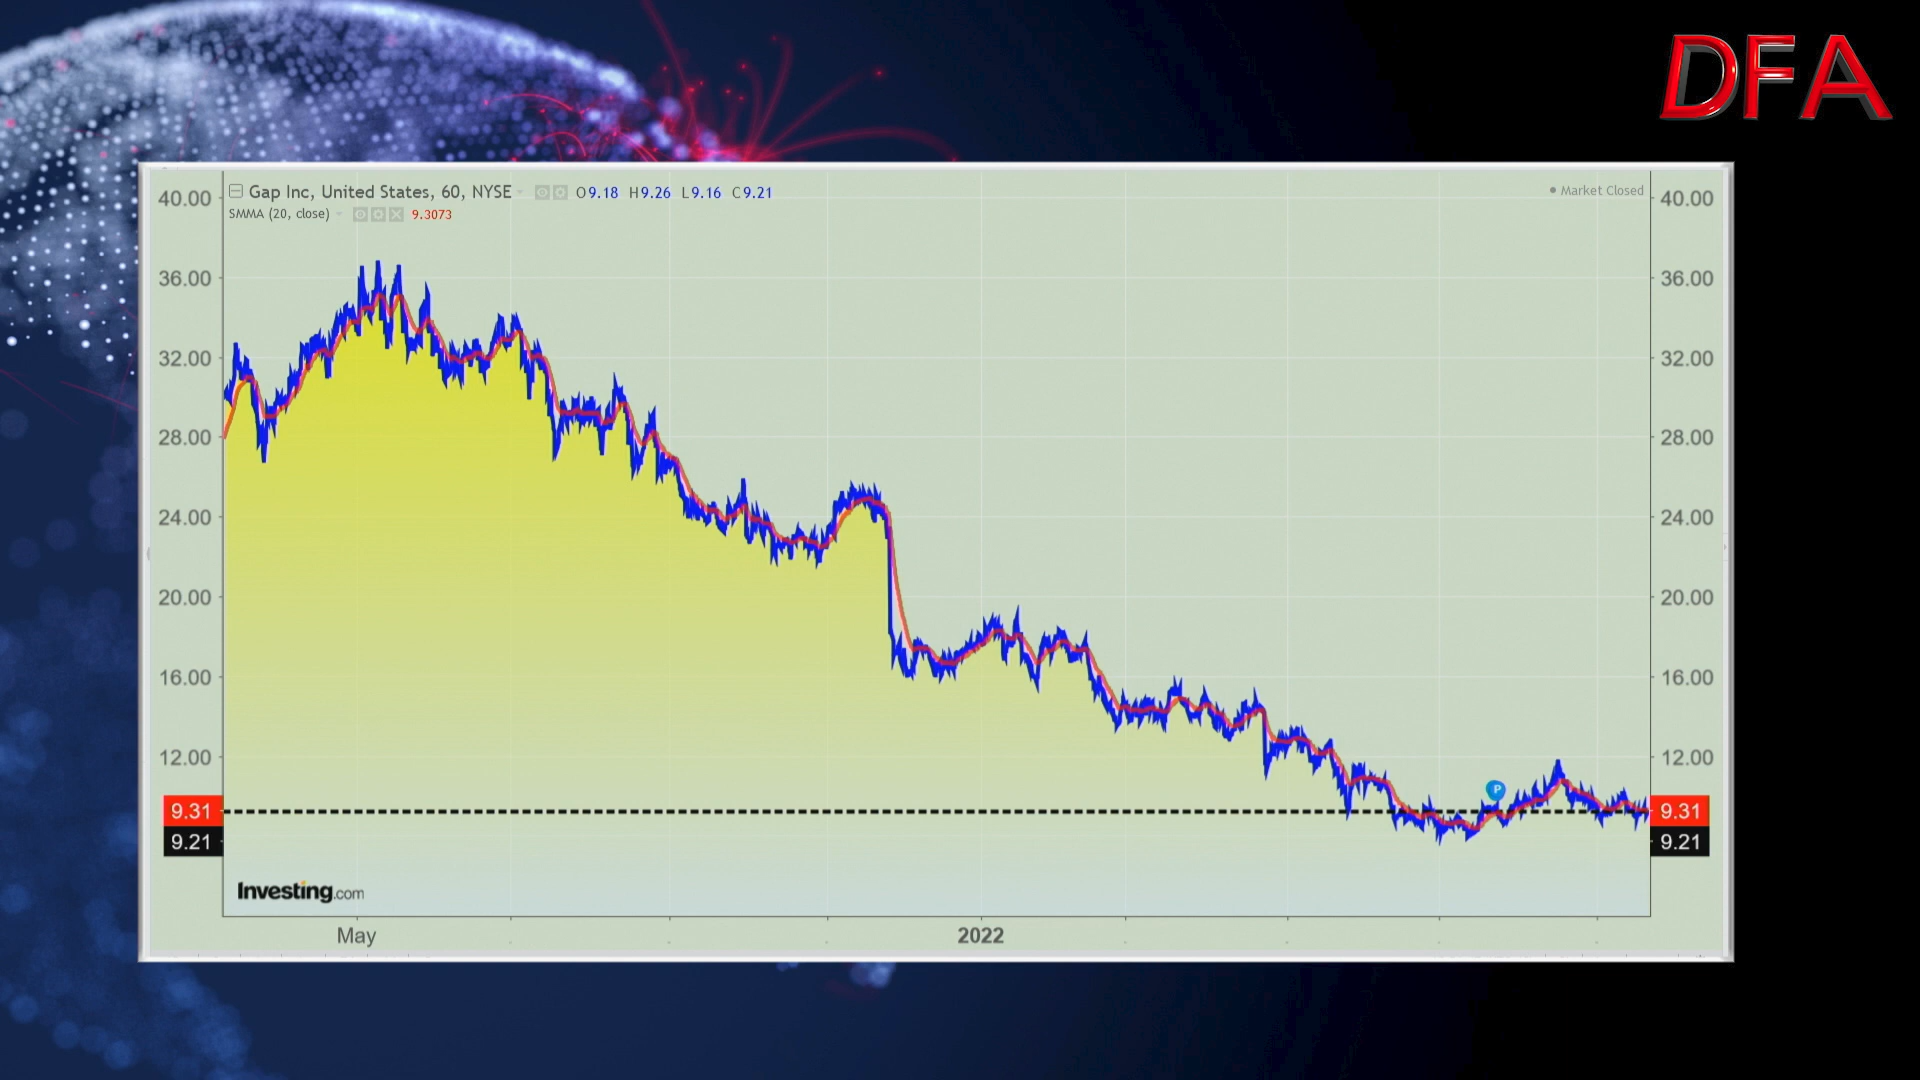 DFA
Gap Inc, United States, 60, NYSE O9.18 H9.26 L9.16 C9.21
Market Closed
SMMA (20, close) 9.3073
40.00 40.00
36.00 36.00
32.00 32.00
28.00 28.00
24.00 24.00
20.00 20.00
16.00 16.00
12.00 12.00
P
9.31 9.31
9.21 9.21
Investing.com
May 2022